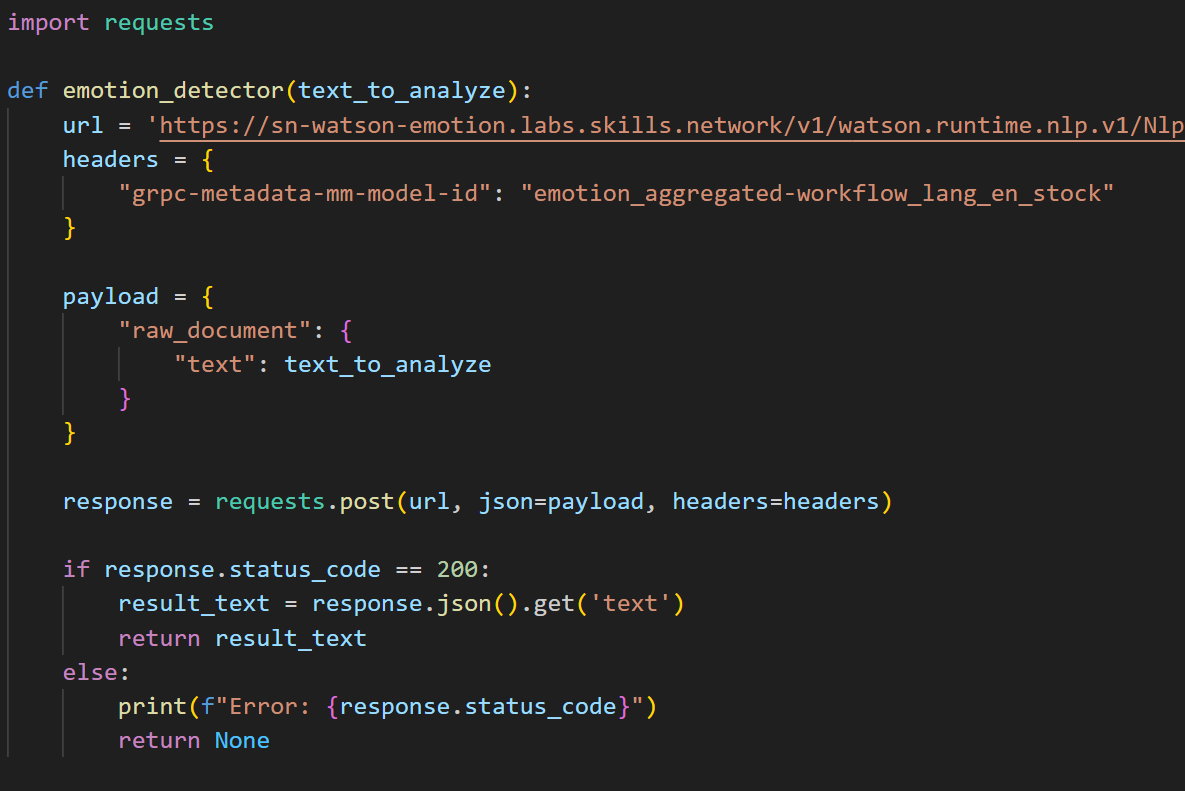 import requests
def emotion_detector(text_to_analyze):
    url = 'https://sn-watson-emotion.labs.skills.network/v1/watson.runtime.nlp.v1/Nlp
    headers = {
        "grpc-metadata-mm-model-id": "emotion_aggregated-workflow_lang_en_stock"
    }
    payload = {
        "raw_document": {
            "text": text_to_analyze
        }
    }
    response = requests.post(url, json=payload, headers=headers)
    if response.status_code == 200:
        result_text = response.json().get('text')
        return result_text
    else:
        print(f"Error: {response.status_code}")
        return None